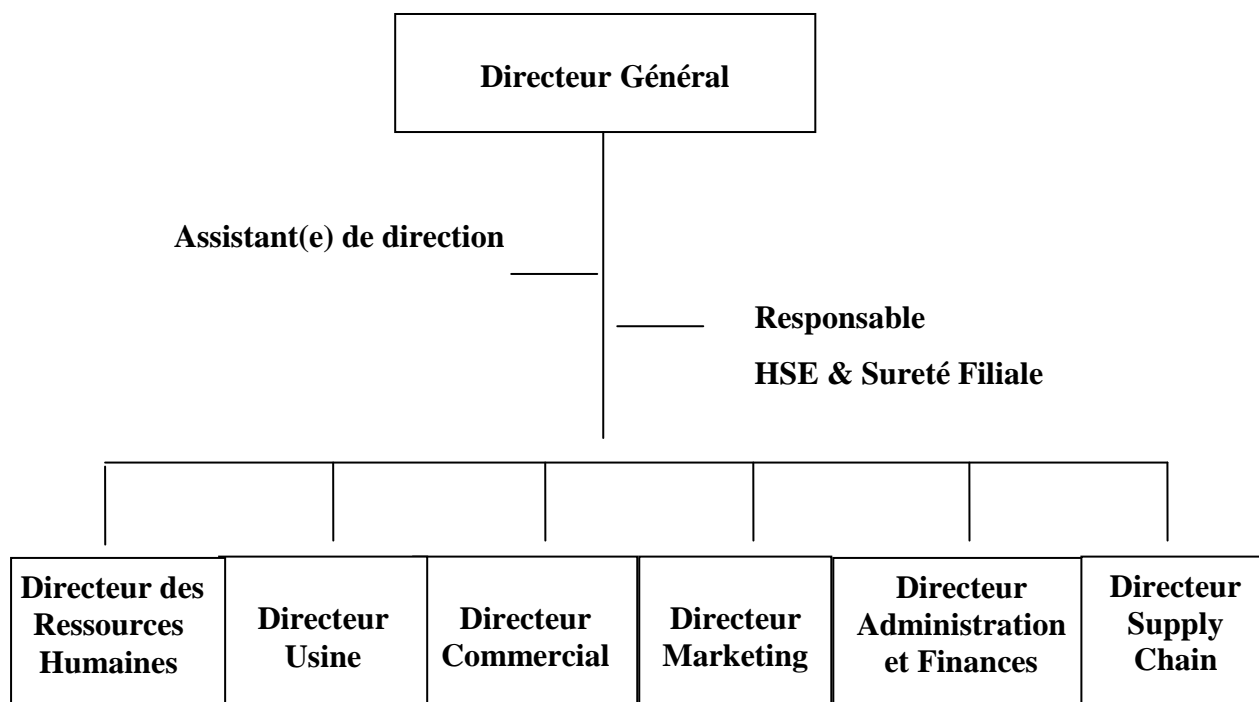 Directeur Général
Assistant(e) de direction
Responsable
HSE & Sureté Filiale
Directeur des
Ressources
Humaines
Directeur
Usine
Directeur
Commercial
Directeur
Marketing
Directeur
Administration
et Finances
Directeur
Supply
Chain